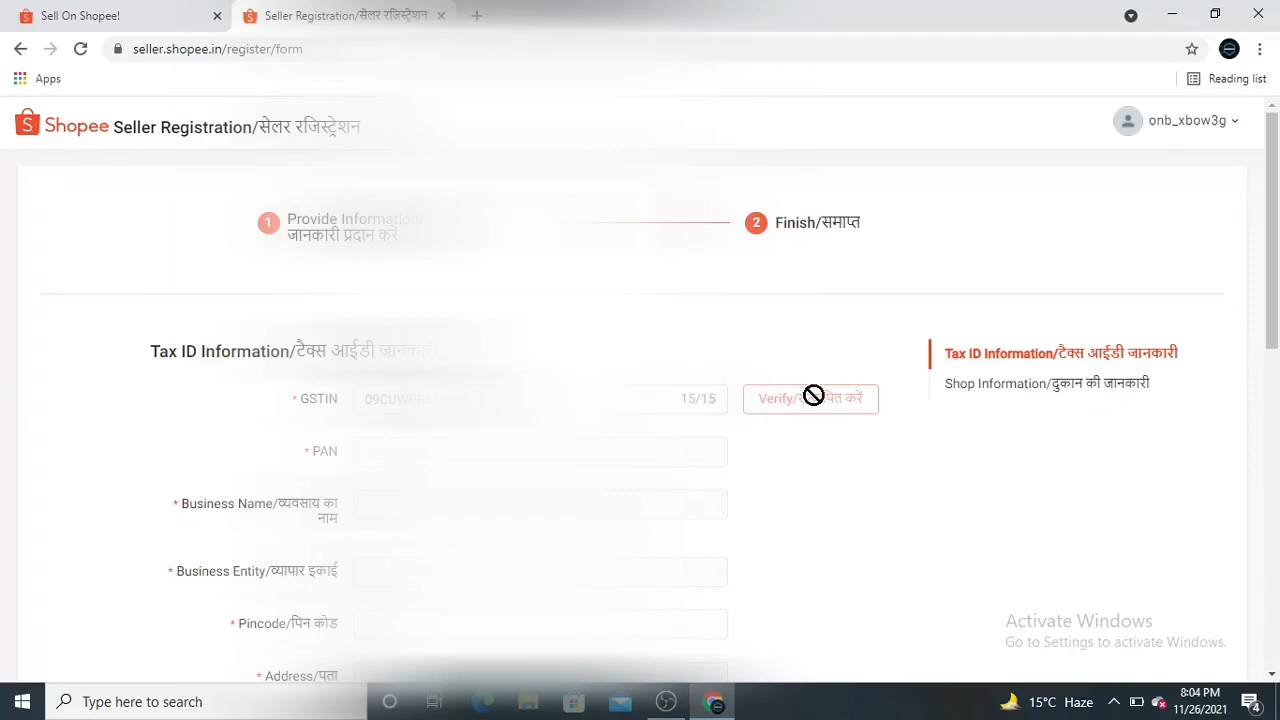 Sell On Shopee!
Seller Registration/सेलर रजिस्ट्रेशन
seller.shopee.in/register/form
Apps
Reading list
Shopee Seller Registration/सेलर रजिस्ट्रेशन
onb_xbow3g
1 Provide Information/
जानकारी प्रदान करें
2 Finish/समाप्त
Tax ID Information/टैक्स आईडी जानकारी
Tax ID Information/टैक्स आईडी जानकारी
Shop Information/दुकान की जानकारी
* GSTIN
15/15
Verify/
करें
* PAN
* Business Name/व्यवसाय का
नाम
* Business Entity/व्यापार इकाई
* Pincode/पिन कोड
* Address/पता
Activate Windows
Go to Settings to activate Windows.
Type here to search
15°C Haze
8:04 PM
11/26/2021
4